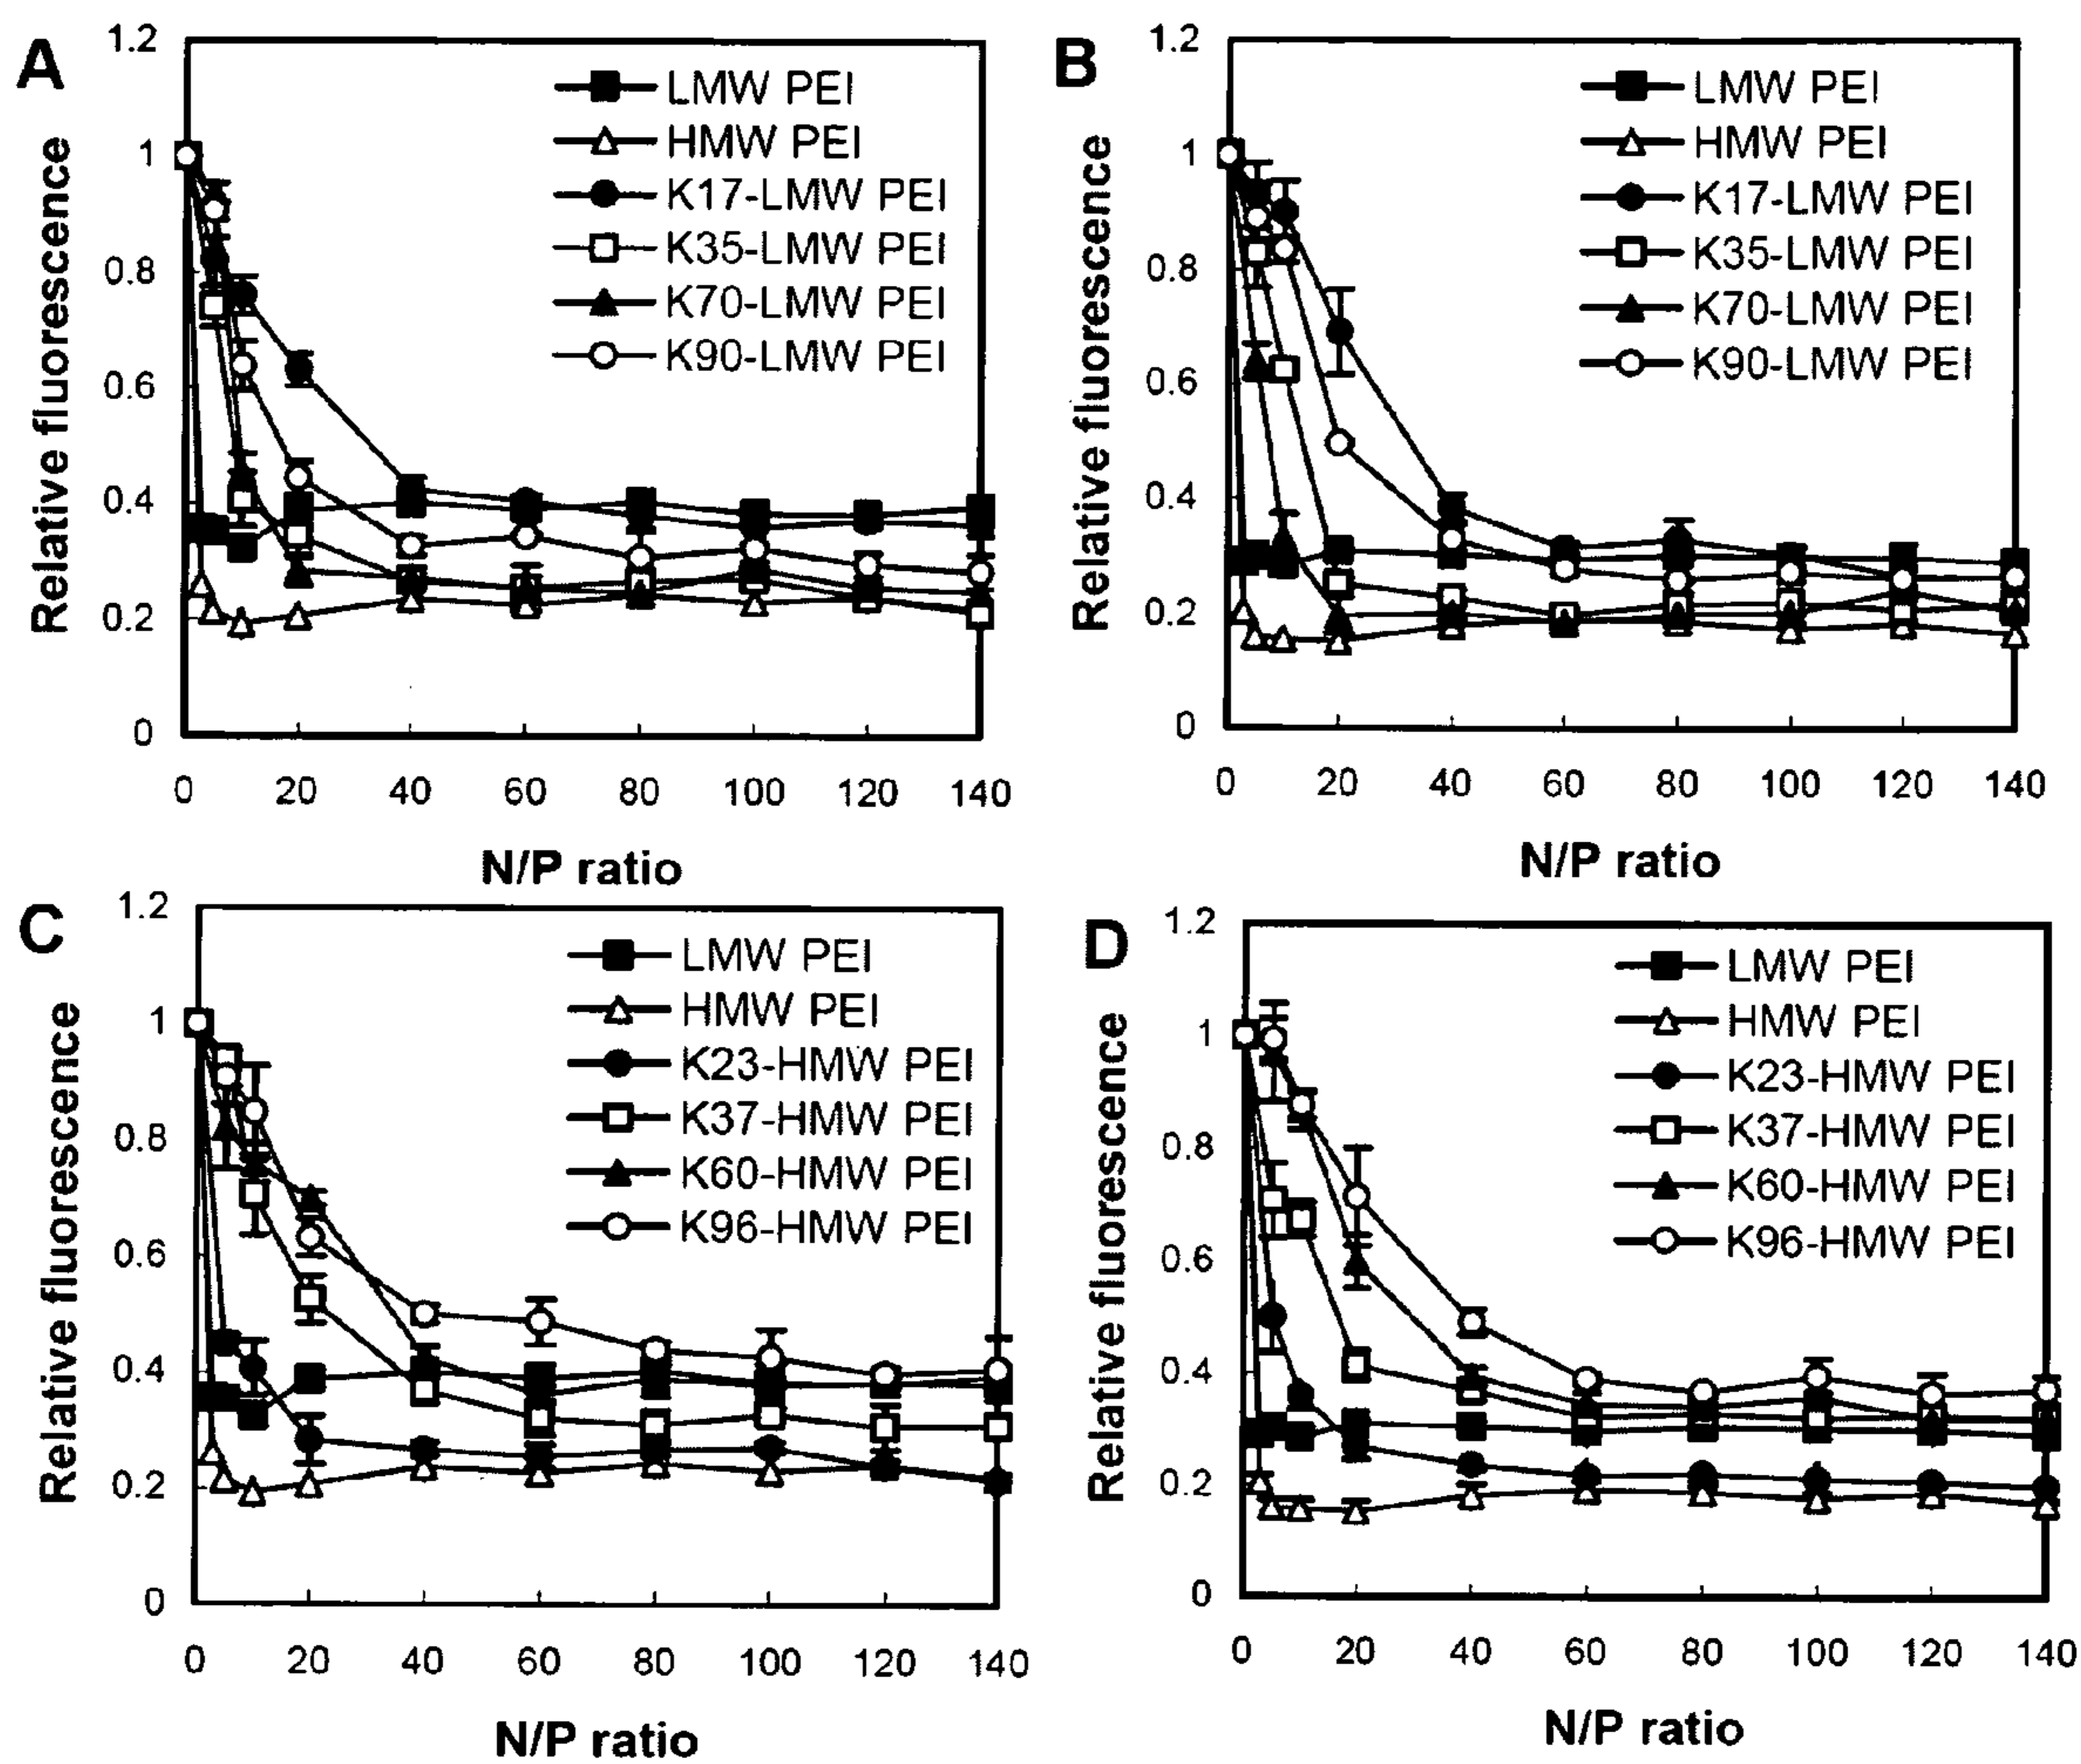 A
1.2
1
0.8
0.6
0.4
0.2
0
Relative fluorescence
LMW PEI
HMW PEI
K17-LMW PEI
K35-LMW PEI
K70-LMW PEI
K90-LMW PEI
0 20 40 60 80 100 120 140
N/P ratio
B
1.2
1
0.8
0.6
0.4
0.2
0
Relative fluorescence
LMW PEI
HMW PEI
K17-LMW PEI
K35-LMW PEI
K70-LMW PEI
K90-LMW PEI
0 20 40 60 80 100 120 140
N/P ratio
C
1.2
1
0.8
0.6
0.4
0.2
0
Relative fluorescence
LMW PEI
HMW PEI
K23-HMW PEI
K37-HMW PEI
K60-HMW PEI
K96-HMW PEI
0 20 40 60 80 100 120 140
N/P ratio
D
1.2
1
0.8
0.6
0.4
0.2
0
Relative fluorescence
LMW PEI
HMW PEI
K23-HMW PEI
K37-HMW PEI
K60-HMW PEI
K96-HMW PEI
0 20 40 60 80 100 120 140
N/P ratio